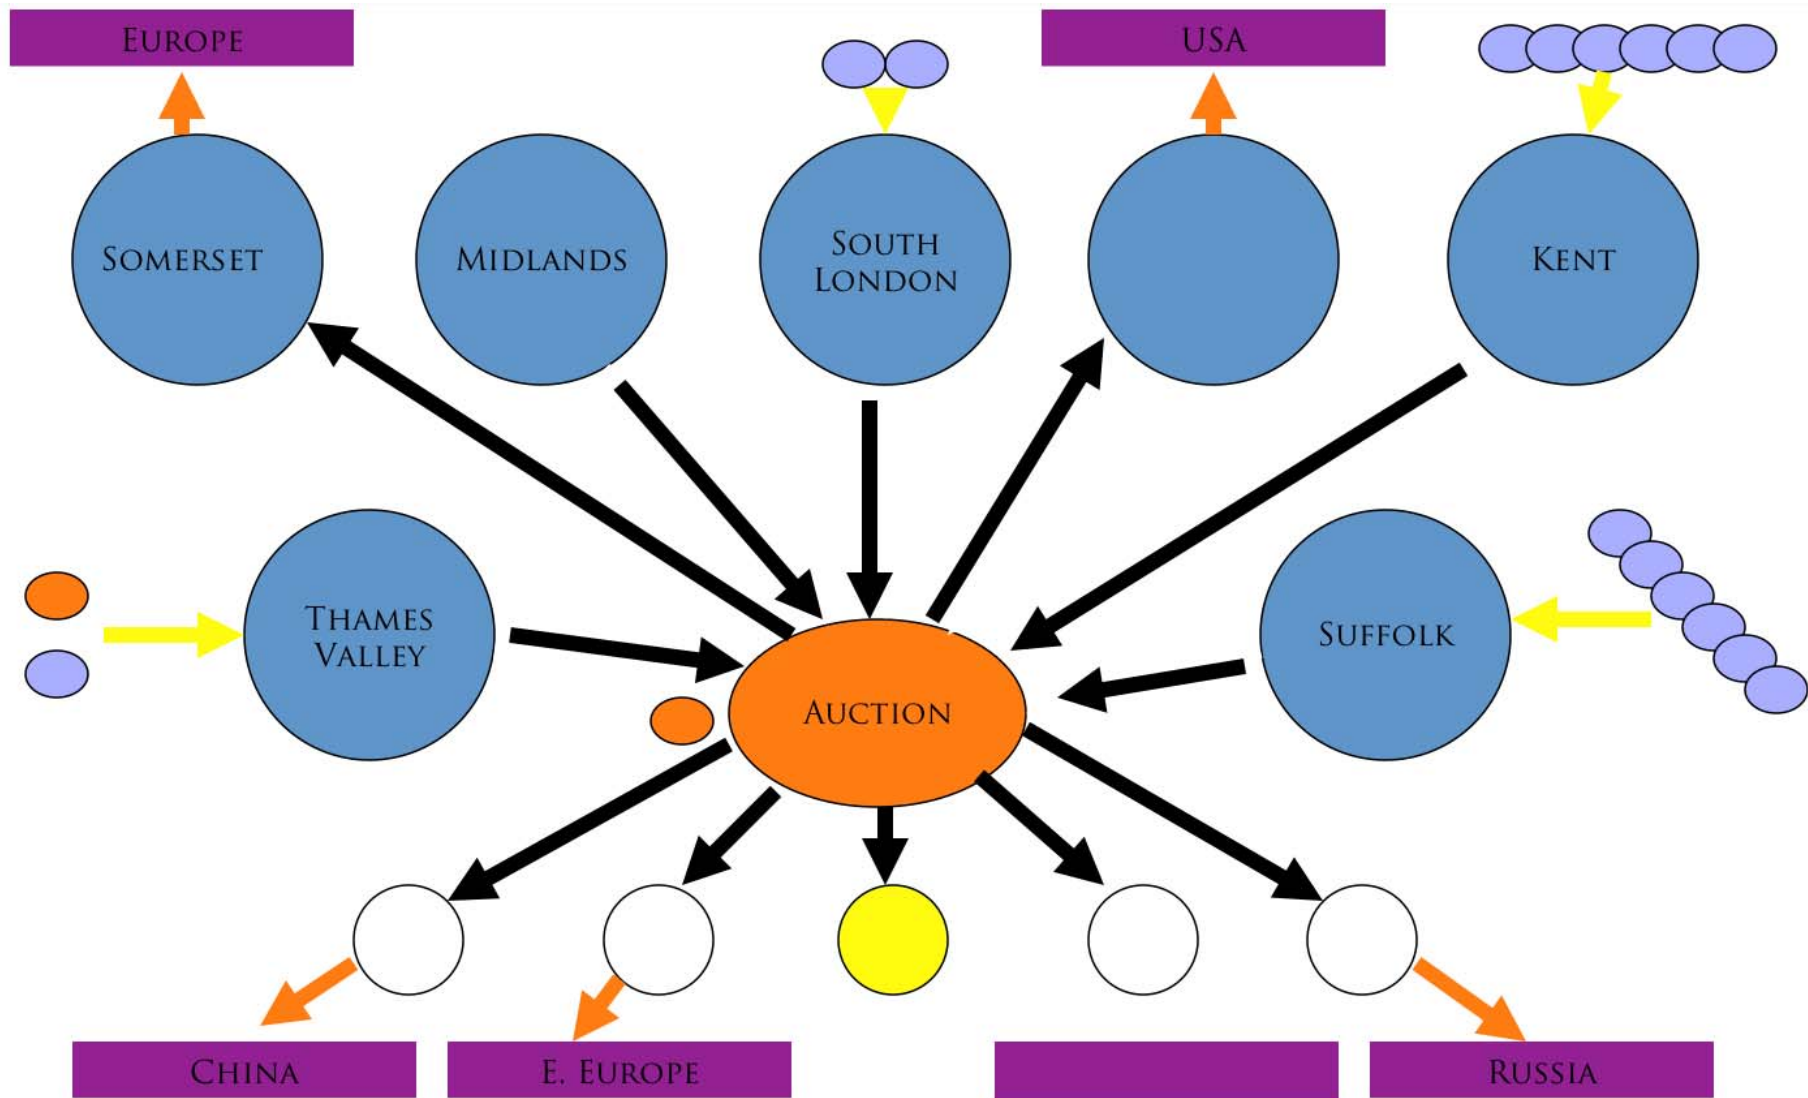 EUROPE
USA
SOMERSET
MIDLANDS
SOUTH
LONDON
KENT
THAMES
VALLEY
SUFFOLK
AUCTION
CHINA
E. EUROPE
RUSSIA